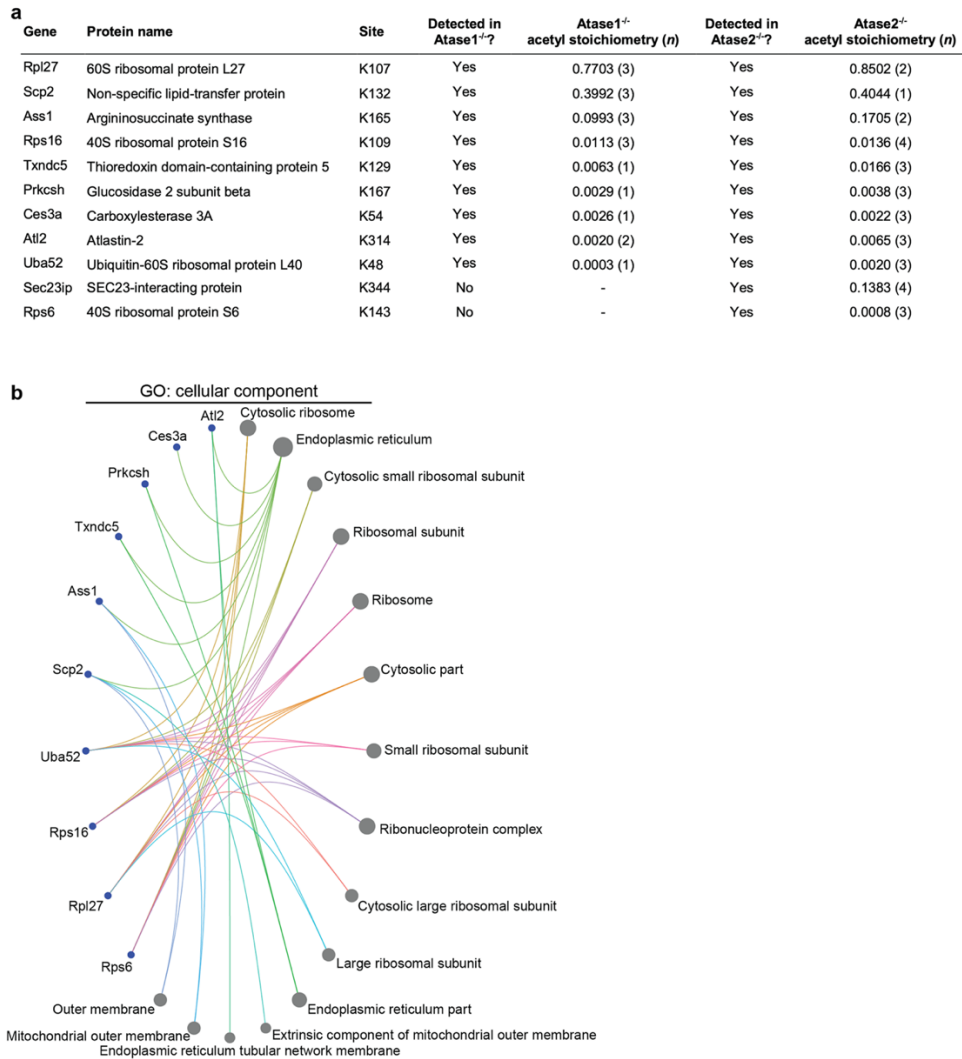 a
Gene Protein name Site Detected in Atase1-/-? Atase1-/- acetyl stoichiometry (n) Detected in Atase2-/-? Atase2-/- acetyl stoichiometry (n)
Rpl27 60S ribosomal protein L27 K107 Yes 0.7703 (3) Yes 0.8502 (2)
Scp2 Non-specific lipid-transfer protein K132 Yes 0.3992 (3) Yes 0.4044 (1)
Ass1 Argininosuccinate synthase K165 Yes 0.0993 (3) Yes 0.1705 (2)
Rps16 40S ribosomal protein S16 K109 Yes 0.0113 (3) Yes 0.0136 (4)
Txndc5 Thioredoxin domain-containing protein 5 K129 Yes 0.0063 (1) Yes 0.0166 (3)
Prkcsh Glucosidase 2 subunit beta K167 Yes 0.0029 (1) Yes 0.0038 (3)
Ces3a Carboxylesterase 3A K54 Yes 0.0026 (1) Yes 0.0022 (3)
Atl2 Atlastin-2 K314 Yes 0.0020 (2) Yes 0.0065 (3)
Uba52 Ubiquitin-60S ribosomal protein L40 K48 Yes 0.0003 (1) Yes 0.0020 (3)
Sec23ip SEC23-interacting protein K344 No - Yes 0.1383 (4)
Rps6 40S ribosomal protein S6 K143 No - Yes 0.0008 (3)
b
GO: cellular component
Atl2
Cytosolic ribosome
Ces3a
Endoplasmic reticulum
Prkcsh
Cytosolic small ribosomal subunit
Txndc5
Ribosomal subunit
Ass1
Ribosome
Scp2
Cytosolic part
Uba52
Small ribosomal subunit
Rps16
Ribonucleoprotein complex
Rpl27
Cytosolic large ribosomal subunit
Rps6
Large ribosomal subunit
Outer membrane
Endoplasmic reticulum part
Mitochondrial outer membrane
Extrinsic component of mitochondrial outer membrane
Endoplasmic reticulum tubular network membrane